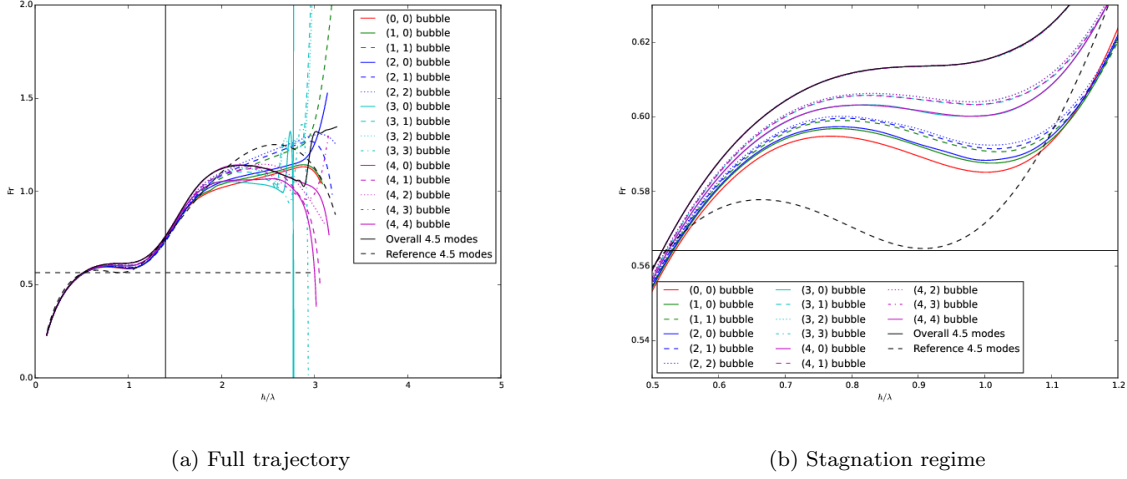 2.0
1.5
1.0
0.5
0.0
Fr
0
1
2
3
4
5
h/λ
(0, 0) bubble
(1, 0) bubble
(1, 1) bubble
(2, 0) bubble
(2, 1) bubble
(2, 2) bubble
(3, 0) bubble
(3, 1) bubble
(3, 2) bubble
(3, 3) bubble
(4, 0) bubble
(4, 1) bubble
(4, 2) bubble
(4, 3) bubble
(4, 4) bubble
Overall 4.5 modes
Reference 4.5 modes
(a) Full trajectory
0.62
0.60
0.58
0.56
0.54
Fr
0.5
0.6
0.7
0.8
0.9
1.0
1.1
1.2
h/λ
(0, 0) bubble
(1, 0) bubble
(1, 1) bubble
(2, 0) bubble
(2, 1) bubble
(2, 2) bubble
(3, 0) bubble
(3, 1) bubble
(3, 2) bubble
(3, 3) bubble
(4, 0) bubble
(4, 1) bubble
(4, 2) bubble
(4, 3) bubble
(4, 4) bubble
Overall 4.5 modes
Reference 4.5 modes
(b) Stagnation regime